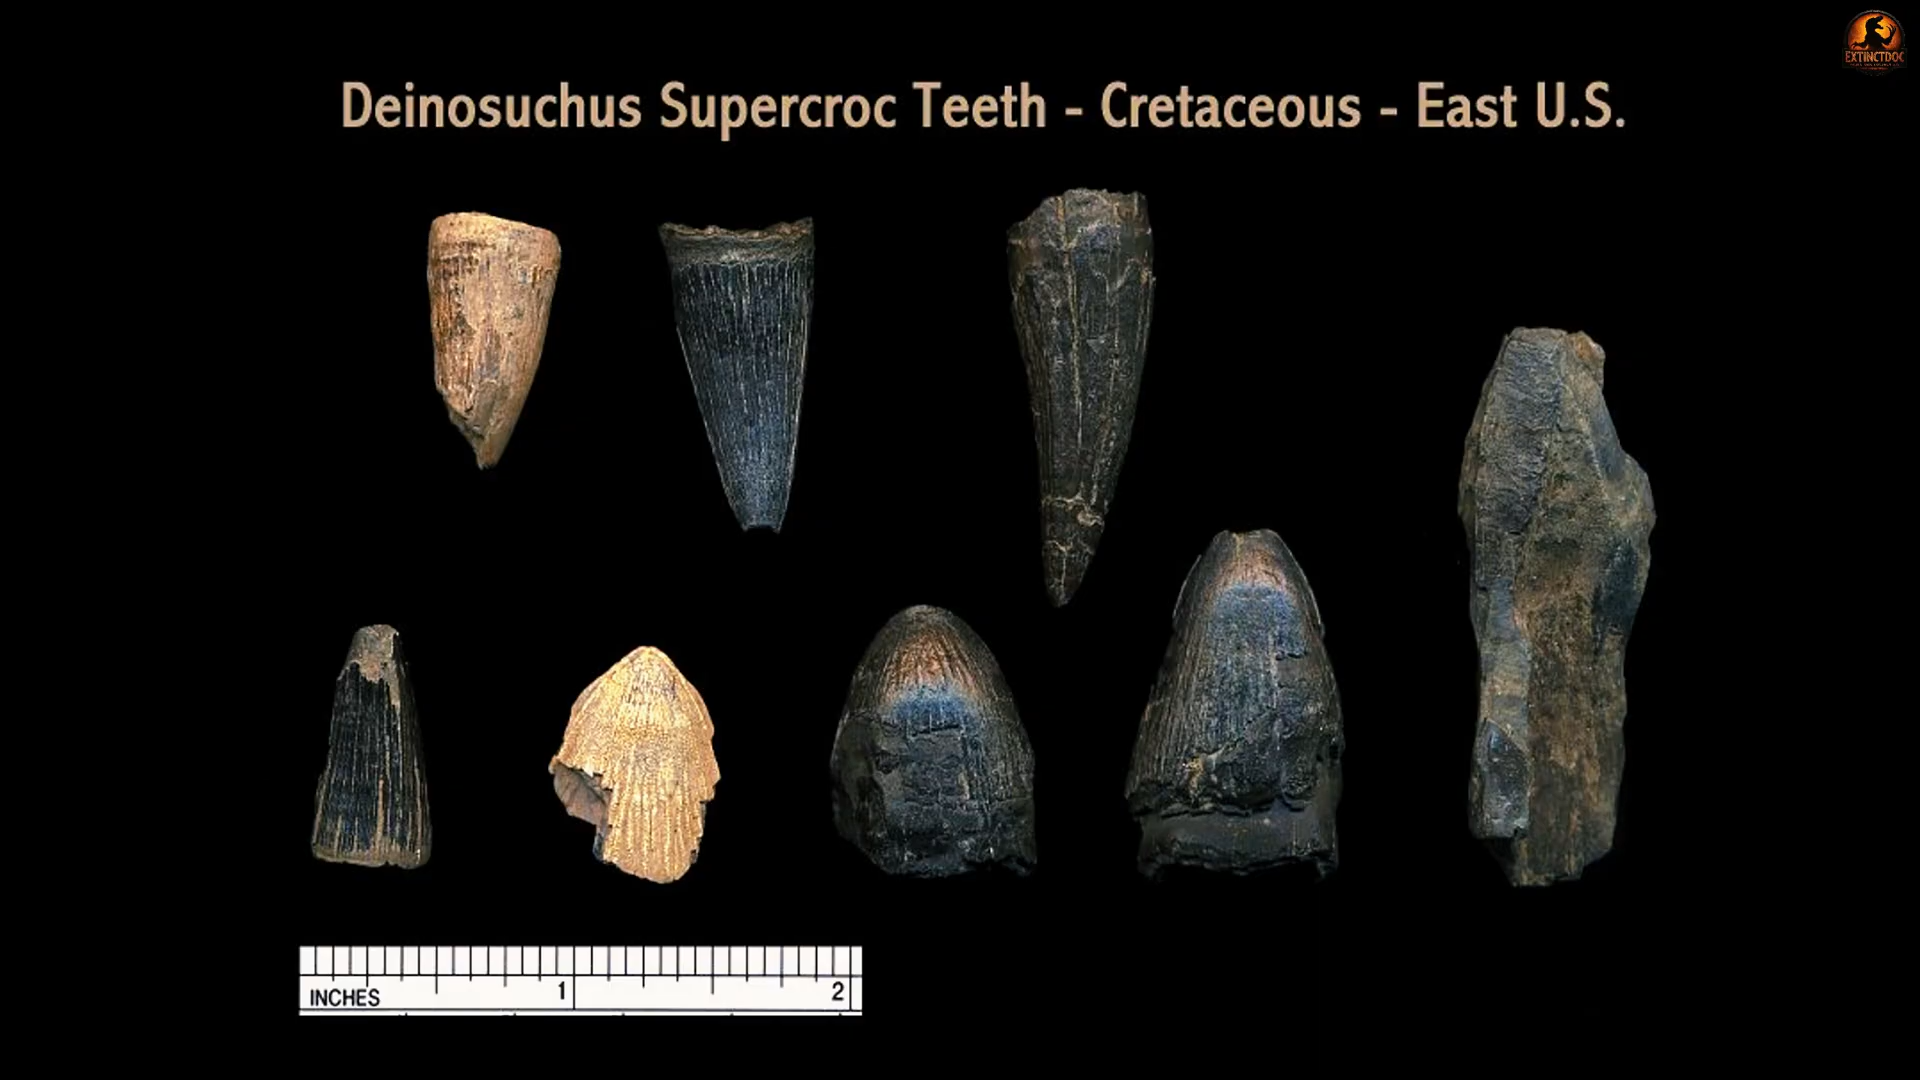 Deinosuchus Supercroc Teeth - Cretaceous - East U.S.
EXTINCTDOC
1 2
INCHES